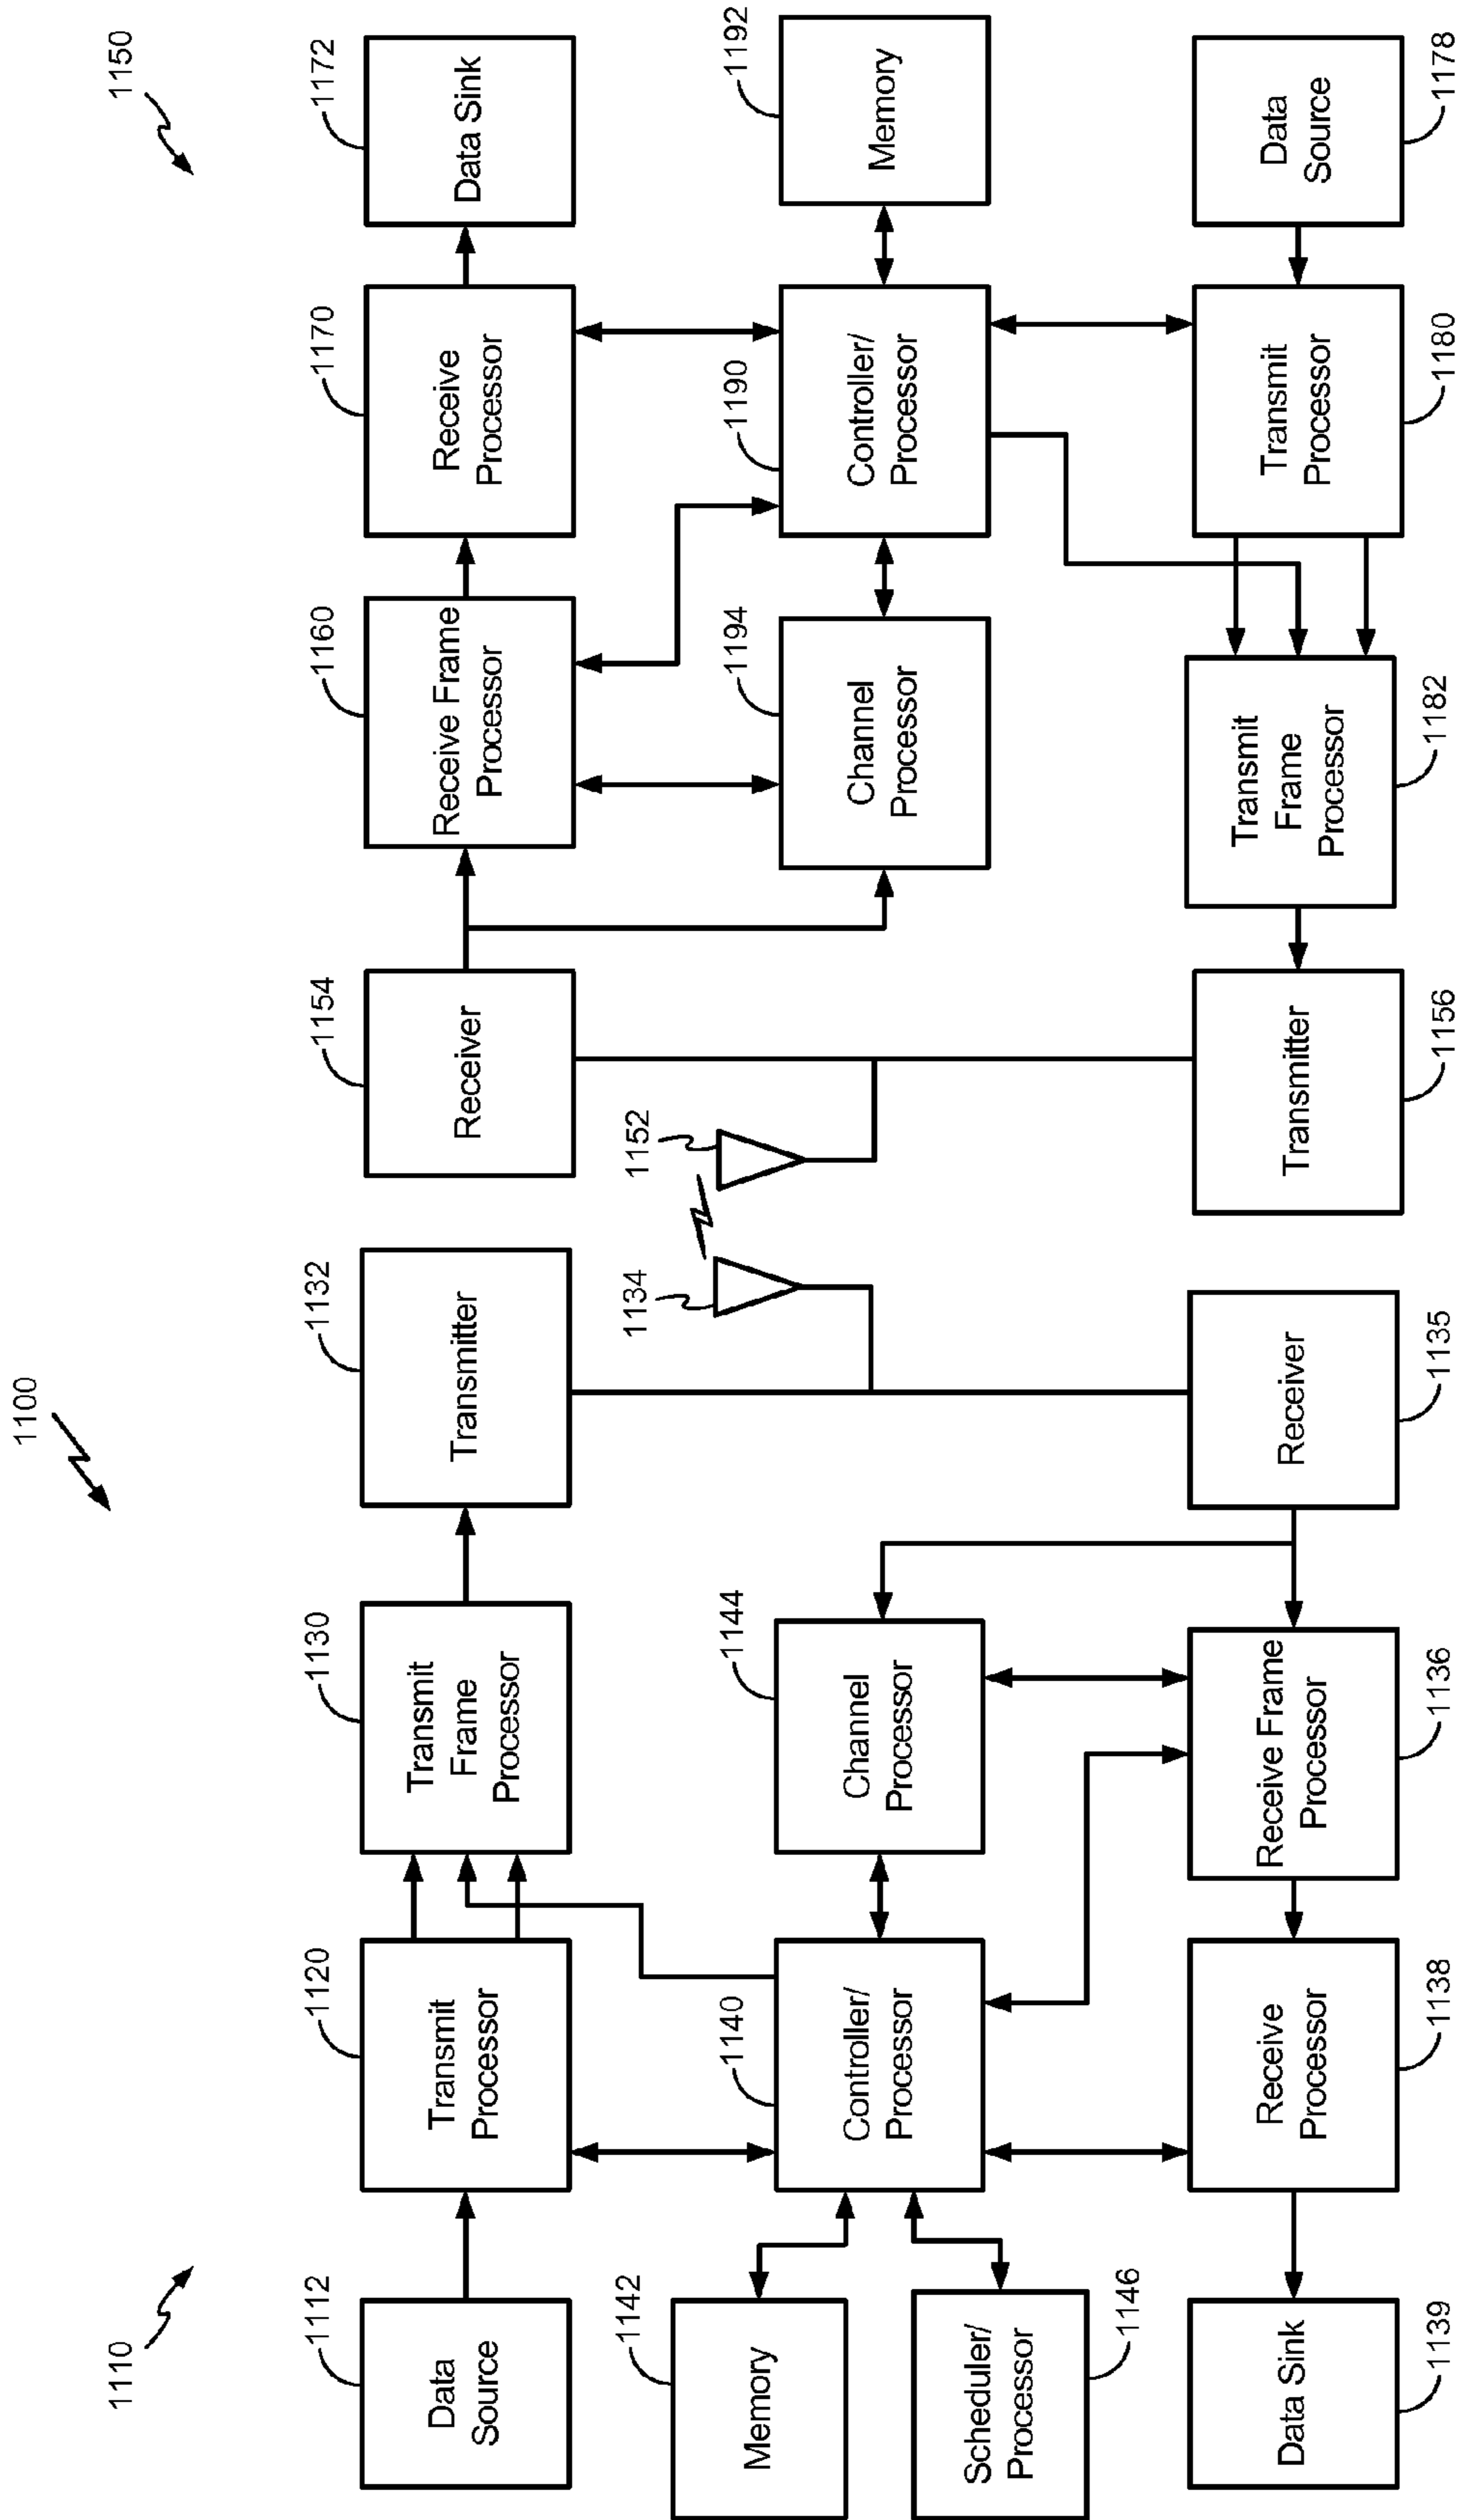 1100
1110
1150
1112
Data
Source
1120
Transmit
Processor
1130
Transmit
Frame
Processor
1132
Transmitter
1154
Receiver
1160
Receive Frame
Processor
1170
Receive
Processor
1172
Data Sink
1142
Memory
1140
Controller/
Processor
1144
Channel
Processor
1134
1152
1194
Channel
Processor
1190
Controller/
Processor
1192
Memory
Scheduler/
Processor
1146
Data Sink
1139
Receive
Processor
1138
Receive Frame
Processor
1136
Receiver
1135
Transmitter
1156
Transmit
Frame
Processor
1182
Transmit
Processor
1180
Data
Source
1178